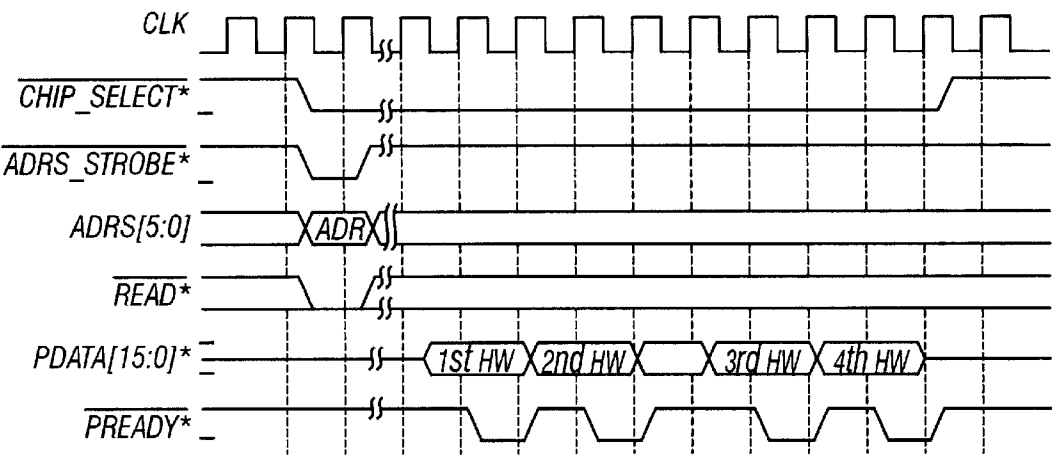 CLK
CHIP_SELECT*
ADRS_STROBE*
ADRS[5:0] ADR
READ*
PDATA[15:0]* 1st HW 2nd HW 3rd HW 4th HW
PREADY*